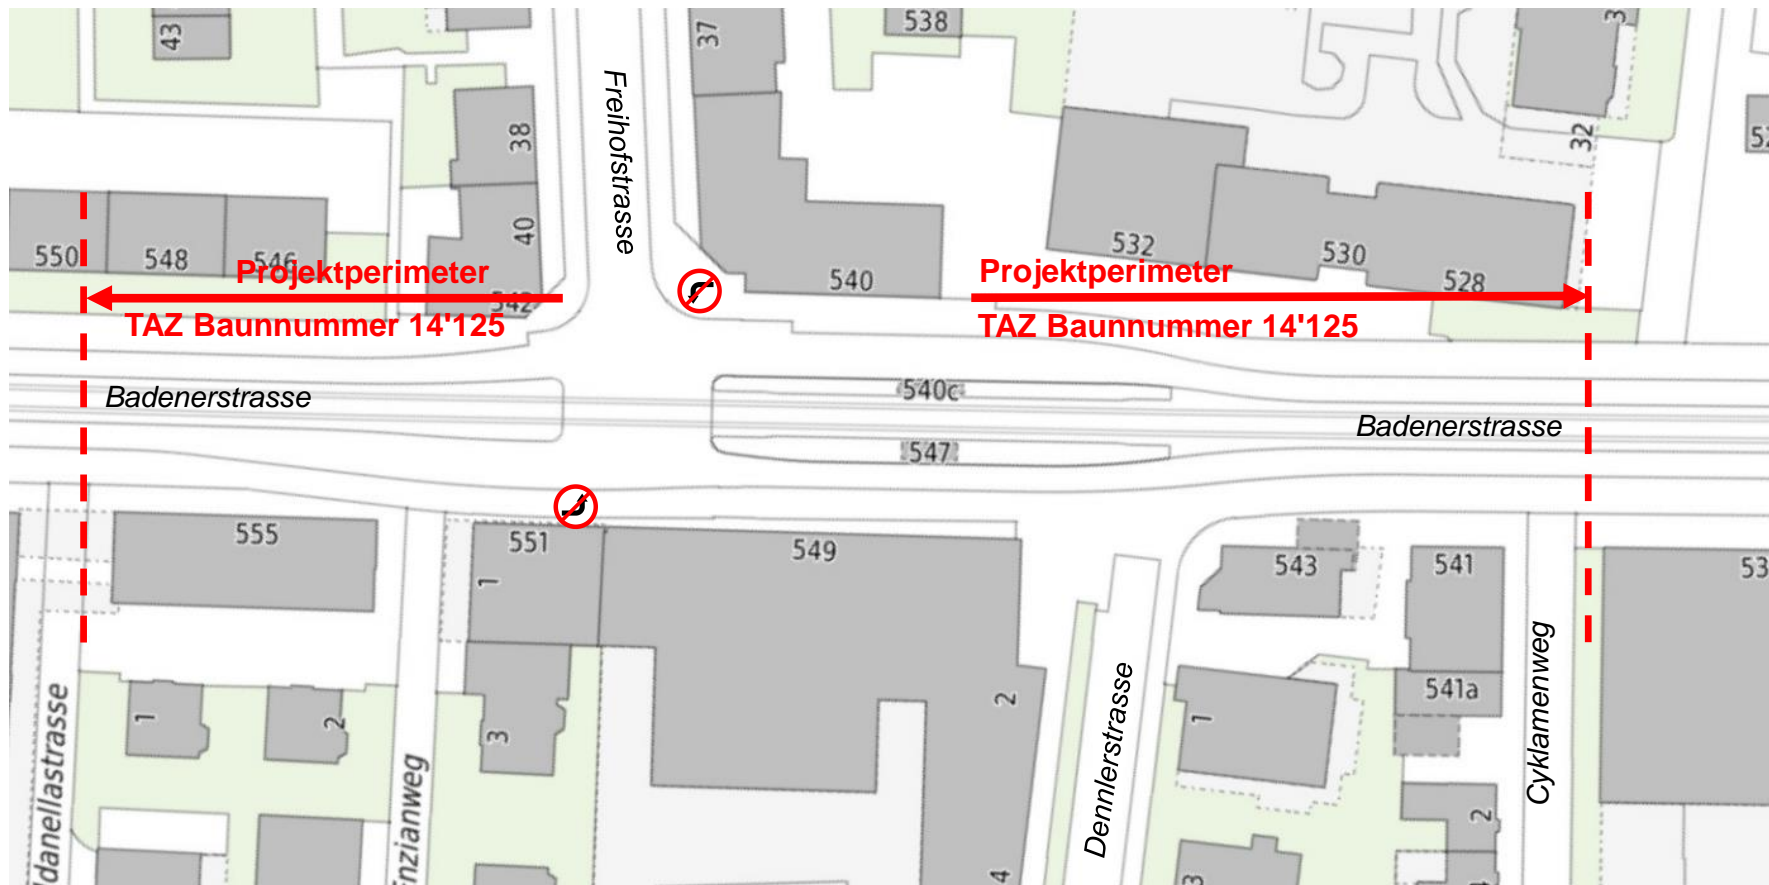 43
37
538
3
Freihofstrasse
38
32
52
40
550
548
546
532
530
528
540
542
Projektperimeter
Projektperimeter
TAZ Baunnummer 14'125
TAZ Baunnummer 14'125
540c
Badenerstrasse
Badenerstrasse
547
555
551
549
543
541
53
1
1
2
3
2
1
541a
ldanellastrasse
nzianweg
Dennlerstrasse
Cyklamenweg
2
4
3